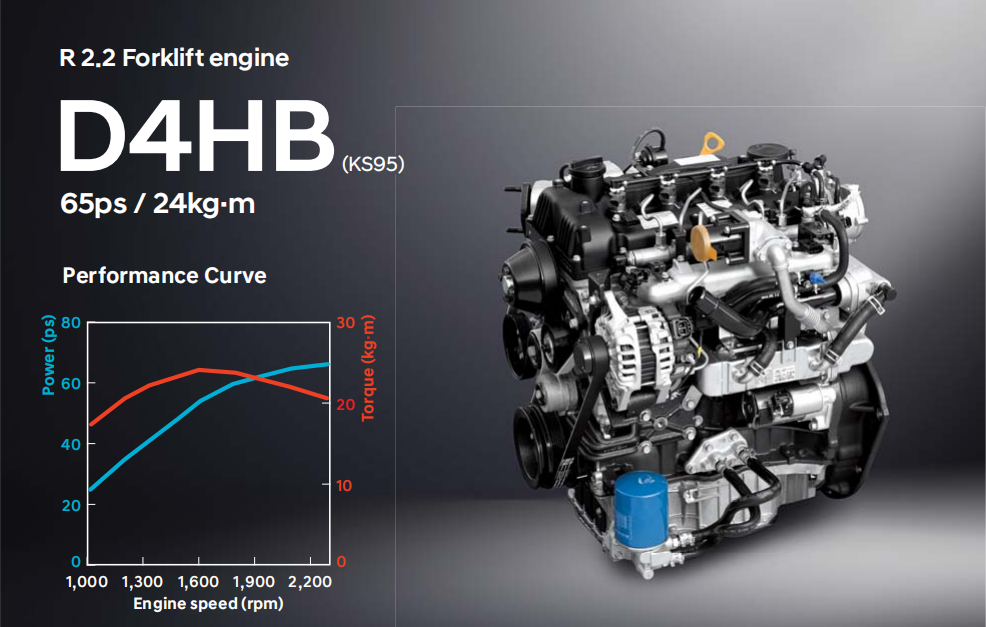 R 2.2 Forklift engine
D4HB (KS95)
65ps / 24kg·m
Performance Curve
Power (ps)
80
60
40
20
0
30
20
10
0
Torque (kg·m)
1,000 1,300 1,600 1,900 2,200
Engine speed (rpm)